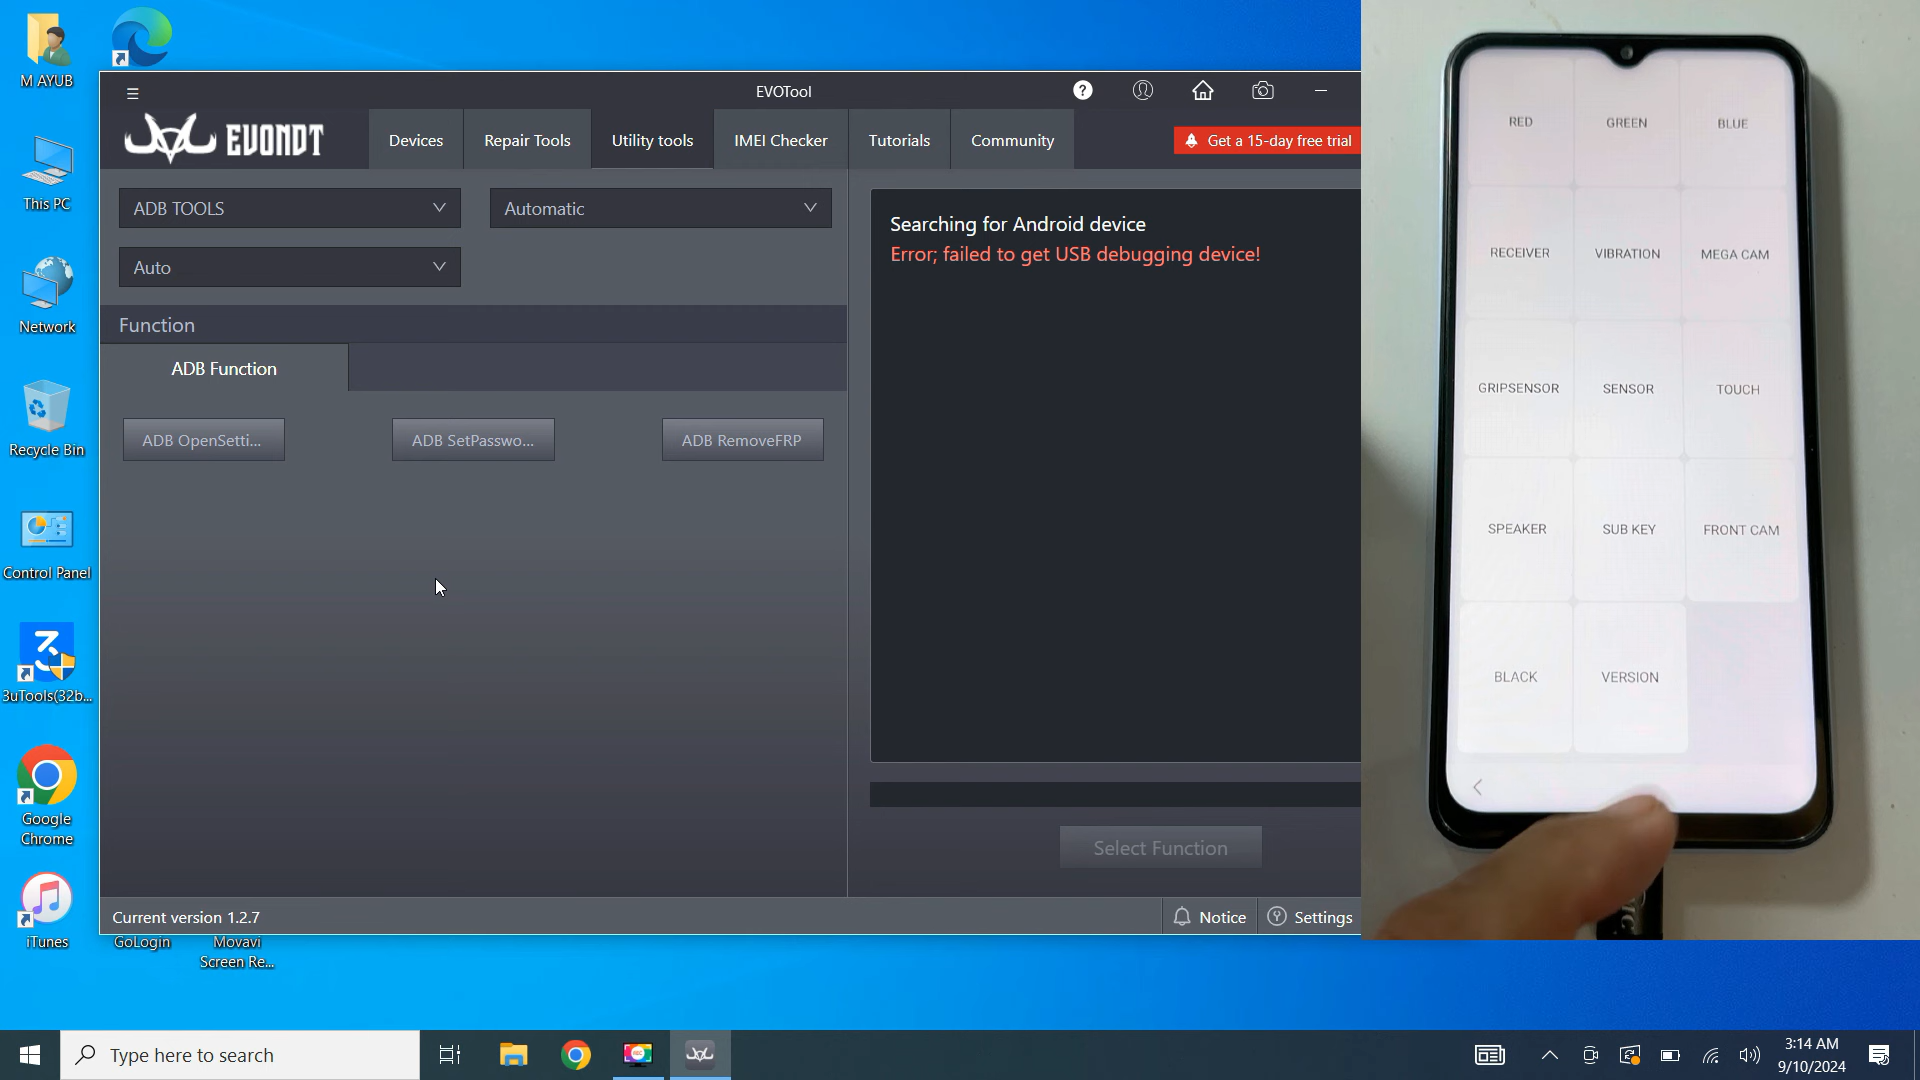 M AYUB
This PC
Network
Recycle Bin
Control Panel
3uTools(32b...
Google
Chrome
iTunes
GoLogin
Movavi
Screen Re...
EVOTool
EVONDT
Devices
Repair Tools
Utility tools
IMEI Checker
Tutorials
Community
Get a 15-day free trial
ADB TOOLS
Automatic
Auto
Function
ADB Function
ADB OpenSetti...
ADB SetPasswo...
ADB RemoveFRP
Searching for Android device
Error; failed to get USB debugging device!
Select Function
Current version 1.2.7
Notice
Settings
RED
GREEN
BLUE
RECEIVER
VIBRATION
MEGA CAM
GRIPSENSOR
SENSOR
TOUCH
SPEAKER
SUB KEY
FRONT CAM
BLACK
VERSION
Type here to search
3:14 AM
9/10/2024